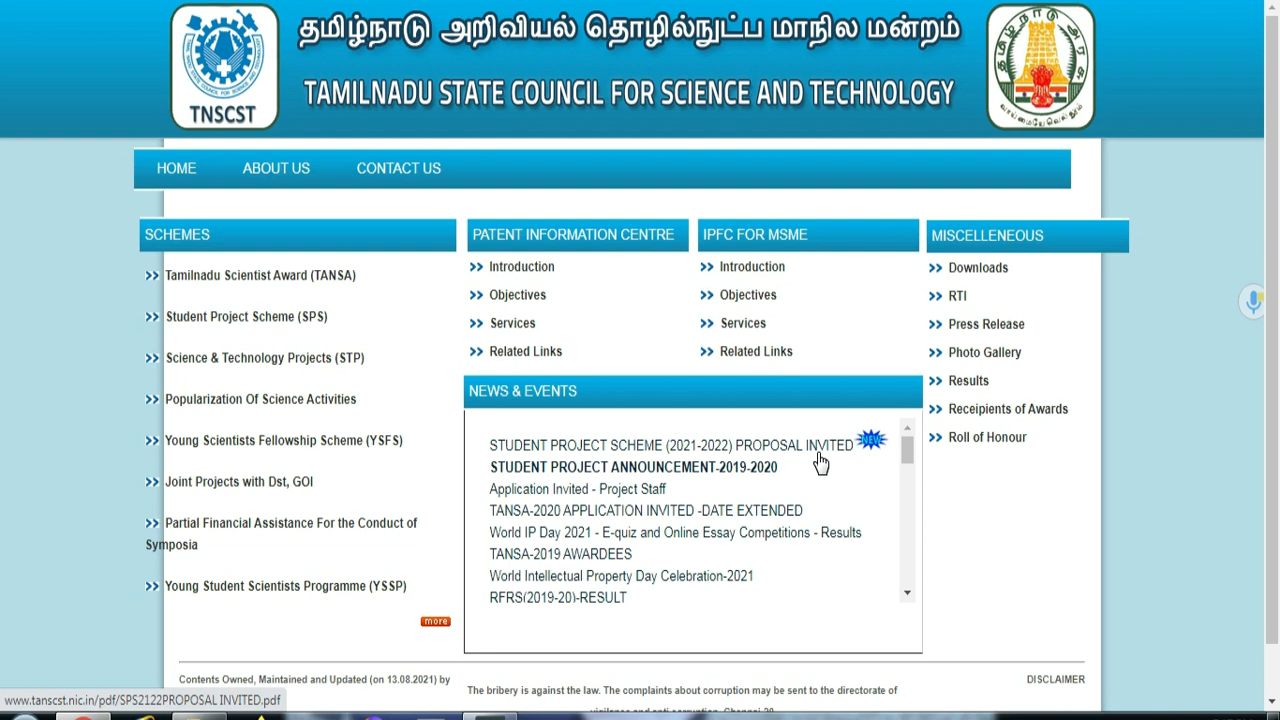 தமிழ்நாடு அறிவியல் தொழில்நுட்ப மாநில மன்றம்
TAMILNADU STATE COUNCIL FOR SCIENCE AND TECHNOLOGY
TNSCST
HOME
ABOUT US
CONTACT US
SCHEMES
Tamilnadu Scientist Award (TANSA)
Student Project Scheme (SPS)
Science & Technology Projects (STP)
Popularization Of Science Activities
Young Scientists Fellowship Scheme (YSFS)
Joint Projects with Dst, GOI
Partial Financial Assistance For the Conduct of
Symposia
Young Student Scientists Programme (YSSP)
more
PATENT INFORMATION CENTRE
Introduction
Objectives
Services
Related Links
IPFC FOR MSME
Introduction
Objectives
Services
Related Links
MISCELLENEOUS
Downloads
RTI
Press Release
Photo Gallery
Results
Receipients of Awards
Roll of Honour
NEWS & EVENTS
STUDENT PROJECT SCHEME (2021-2022) PROPOSAL INVITED NEW
STUDENT PROJECT ANNOUNCEMENT-2019-2020
Application Invited - Project Staff
TANSA-2020 APPLICATION INVITED -DATE EXTENDED
World IP Day 2021 - E-quiz and Online Essay Competitions - Results
TANSA-2019 AWARDEES
World Intellectual Property Day Celebration-2021
RFRS(2019-20)-RESULT
Contents Owned, Maintained and Updated (on 13.08.2021) by
The bribery is against the law. The complaints about corruption may be sent to the directorate of
DISCLAIMER
www.tanscst.nic.in/pdf/SPS2122PROPOSAL INVITED.pdf